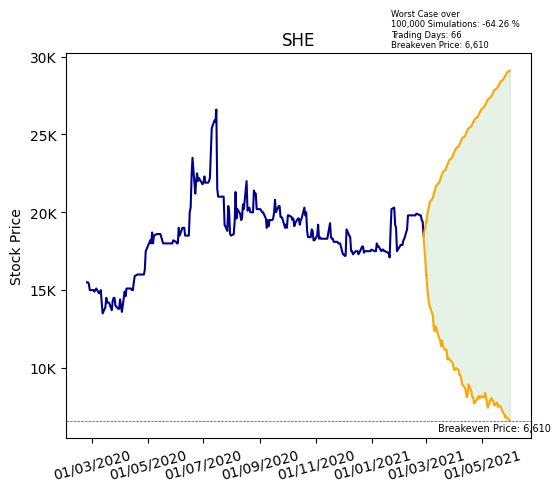 Worst Case over
100,000 Simulations: -64.26 %
Trading Days: 66
Breakeven Price: 6,610
SHE
Stock Price
30K
25K
20K
15K
10K
Breakeven Price: 6,610
01/03/2020
01/05/2020
01/07/2020
01/09/2020
01/11/2020
01/01/2021
01/03/2021
01/05/2021